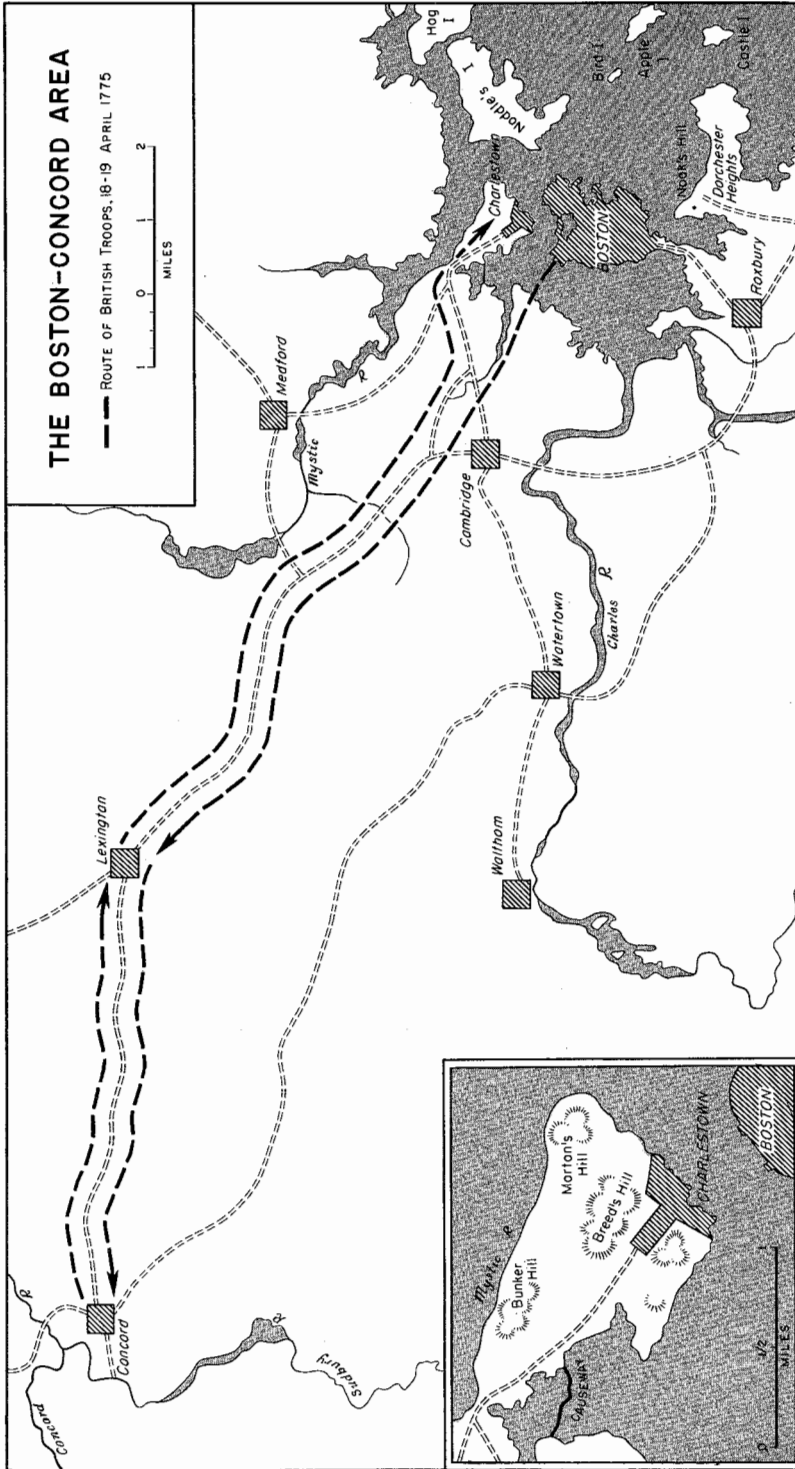 THE BOSTON-CONCORD AREA
ROUTE OF BRITISH TROOPS, 18-19 APRIL 1775
1 0 1 2
MILES
Concord R
Concord
Sudbury R
Lexington
Medford
Mystic R
Cambridge
Watertown
Waltham
Charles R.
Charlestown
BOSTON
Roxbury
Hog I
Noddle's I
Bird I
Apple I
Castle I
Nook's Hill
Dorchester Heights
Mystic R
Bunker Hill
Morton's Hill
Breed's Hill
CHARLESTOWN
CAUSEWAY
BOSTON
0 1/2 1
MILES